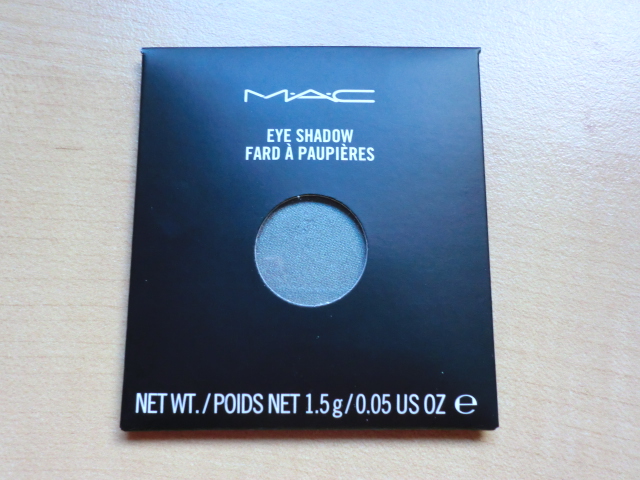 M·A·C
EYE SHADOW
FARD À PAUPIÈRES
NET WT./POIDS NET 1.5 g/0.05 US OZ ℮